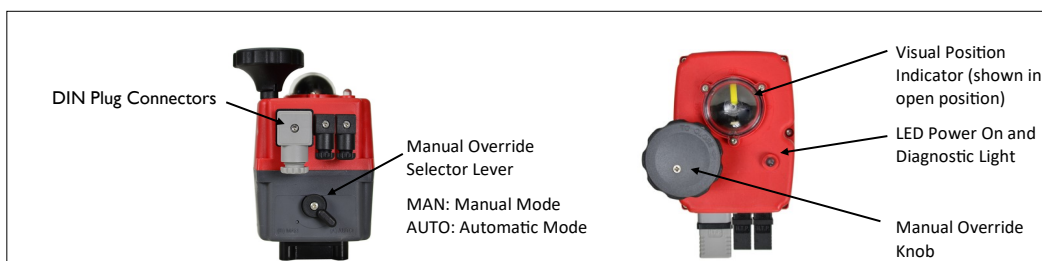 DIN Plug Connectors
Manual Override
Selector Lever
MAN: Manual Mode
AUTO: Automatic Mode
Visual Position
Indicator (shown in
open position)
LED Power On and
Diagnostic Light
Manual Override
Knob